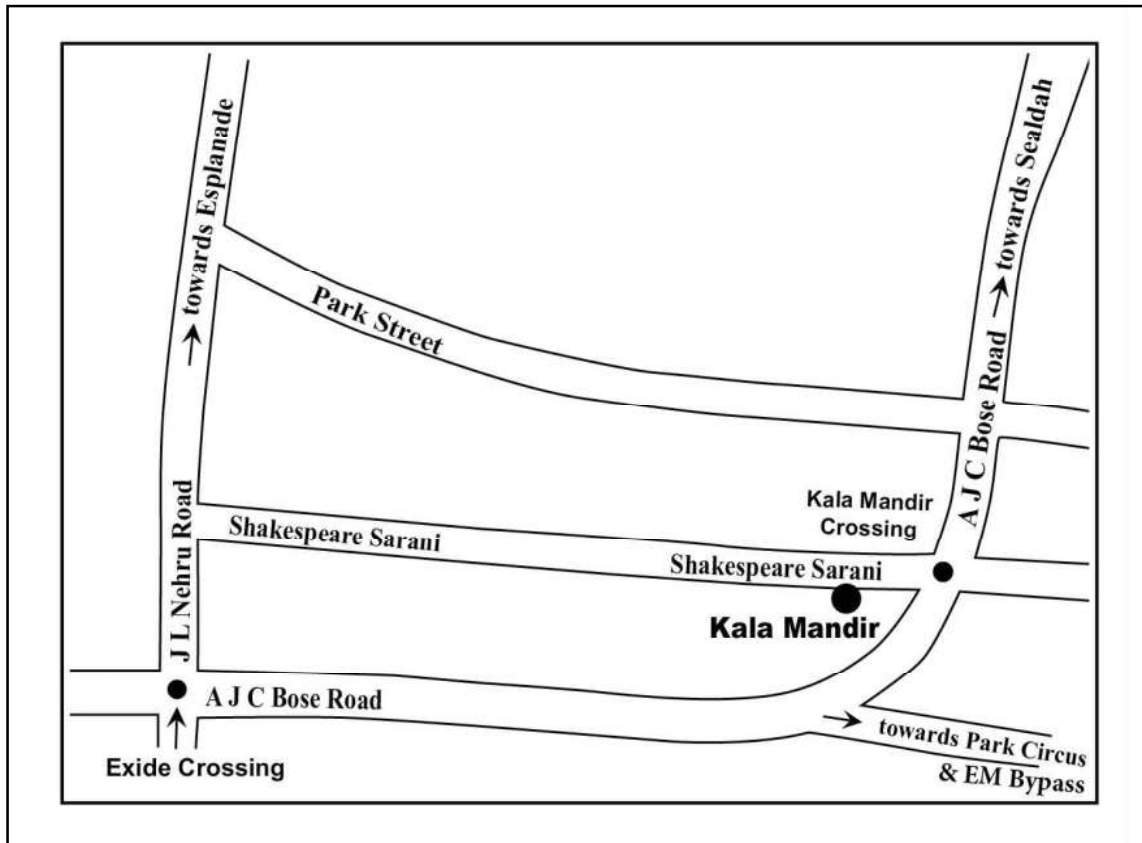 towards Esplanade
towards Sealdah
Park Street
A J C Bose Road
Kala Mandir
Crossing
J L Nehru Road
Shakespeare Sarani
Shakespeare Sarani
Kala Mandir
A J C Bose Road
towards Park Circus
& EM Bypass
Exide Crossing